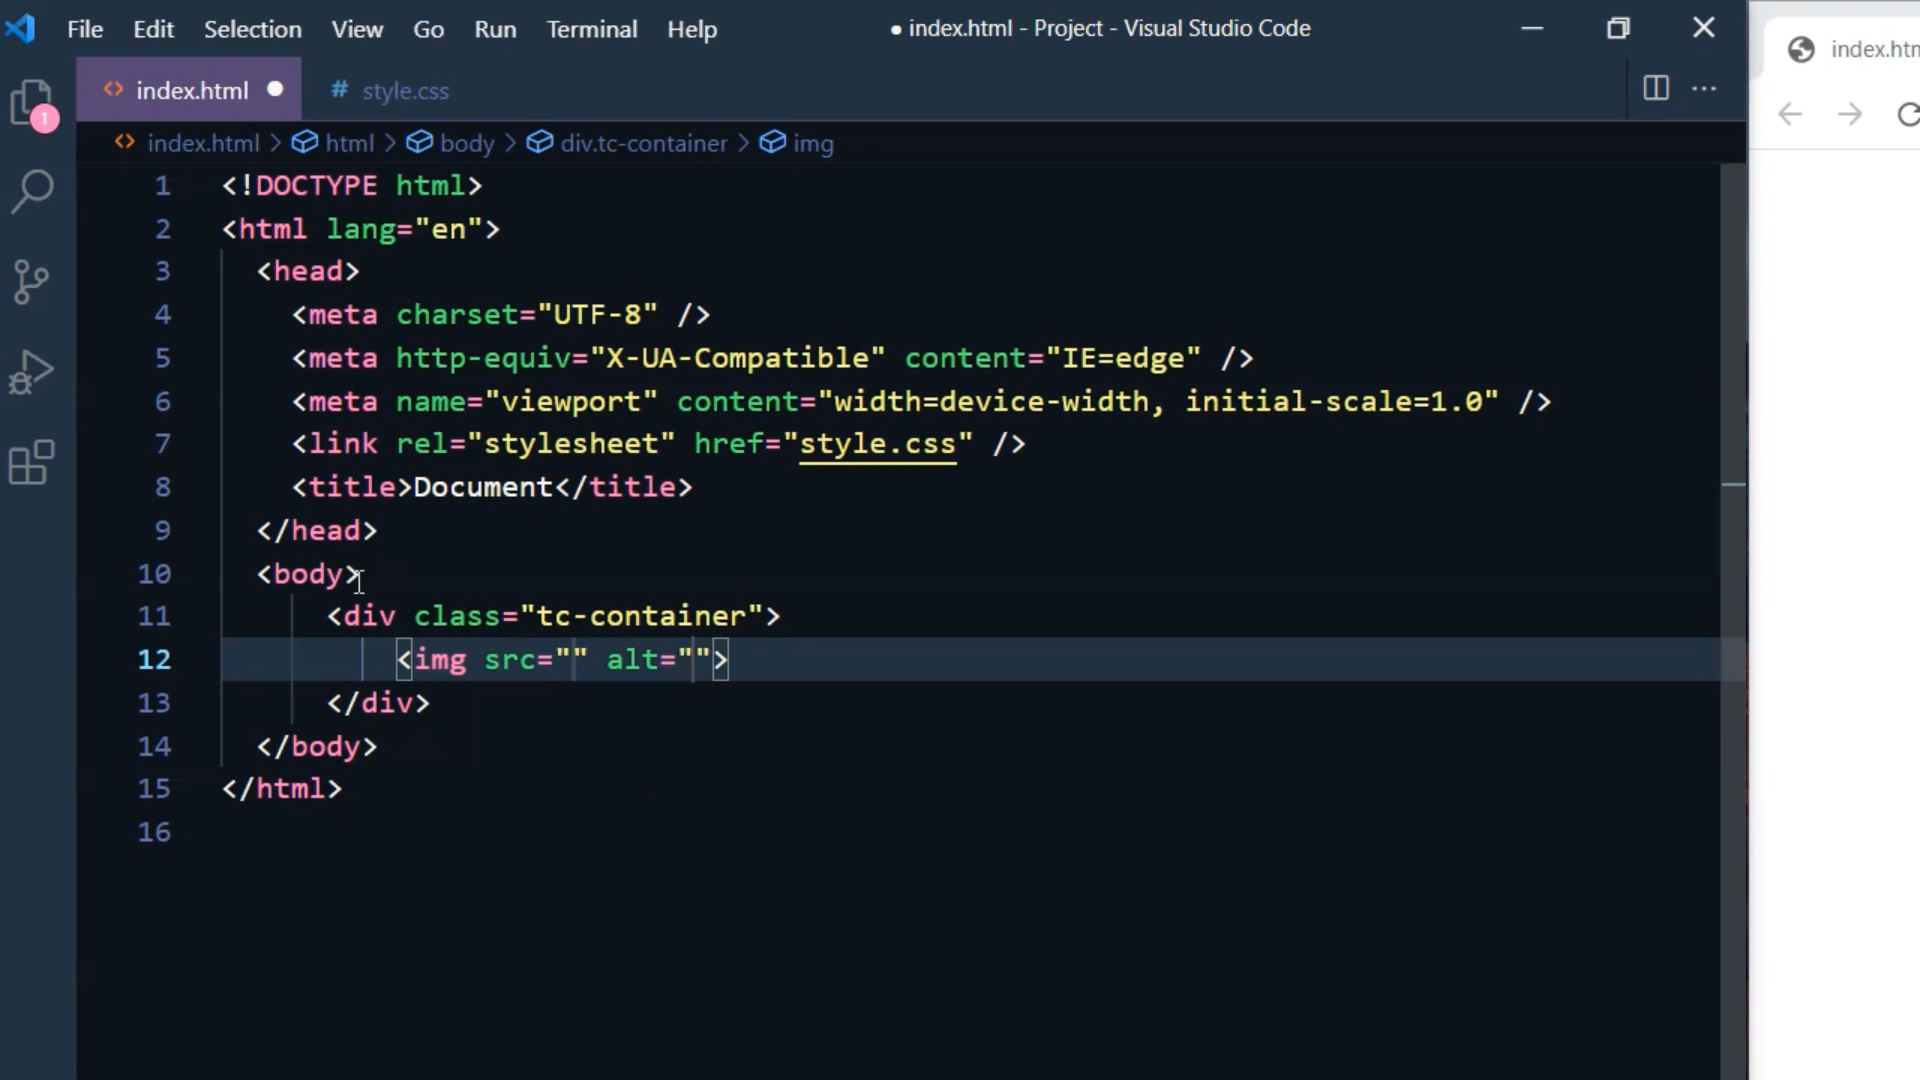 File Edit Selection View Go Run Terminal Help ● index.html - Project - Visual Studio Code
index.html ● # style.css
index.html > html > body > div.tc-container > img
1 <!DOCTYPE html>
2 <html lang="en">
3 <head>
4 <meta charset="UTF-8" />
5 <meta http-equiv="X-UA-Compatible" content="IE=edge" />
6 <meta name="viewport" content="width=device-width, initial-scale=1.0" />
7 <link rel="stylesheet" href="style.css" />
8 <title>Document</title>
9 </head>
10 <body>
11 <div class="tc-container">
12 <img src="" alt="">
13 </div>
14 </body>
15 </html>
16
1